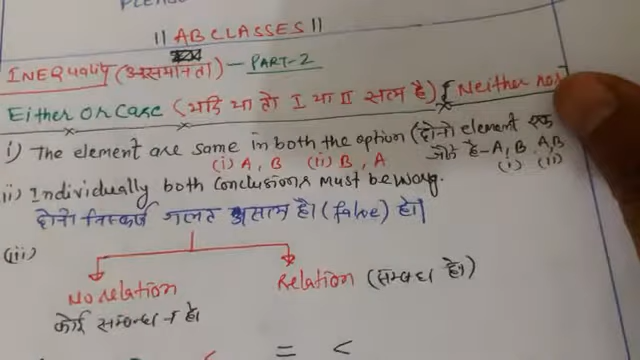 PLEASE
|| AB CLASSES ||
INEquality (असमानता) - PART-2
Either or case (यदि या तो I या II सत्य है) [Neither nor]
i) The element are same in both the option (दोनो element एक
(i) A, B (ii) B, A जैसे है - A, B A, B
(i) (ii)
ii) Individually both conclusions must be wrong.
दोनो निष्कर्ष गलत असत्य है। (false) हो।
(iii)
No relation Relation (सम्बंध हो)
कोई सम्बन्ध न हो।
= <